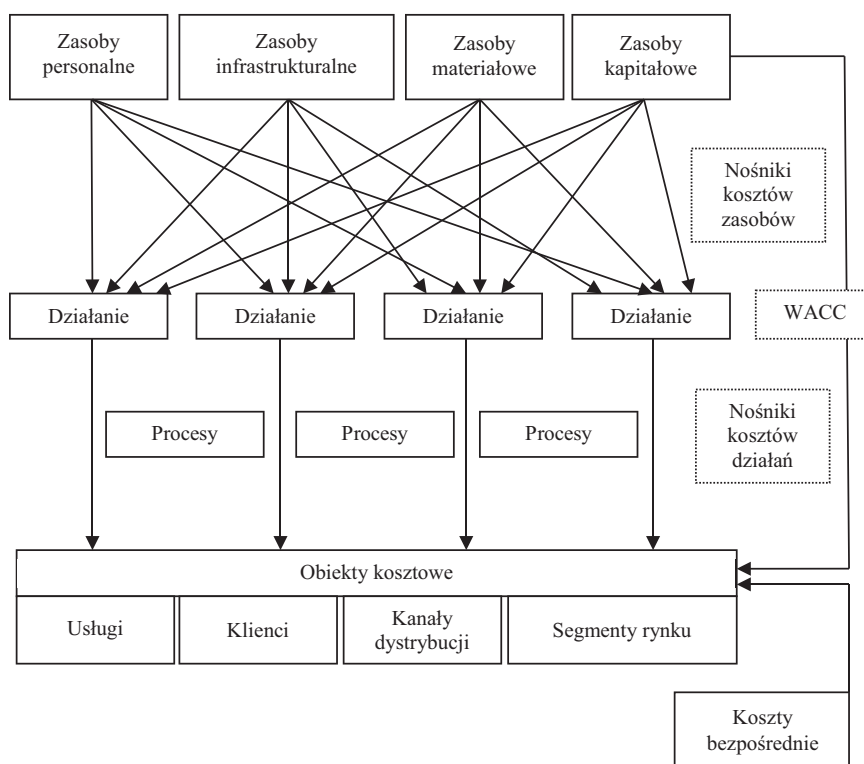 Zasoby
personalne
Zasoby
infrastrukturalne
Zasoby
materiałowe
Zasoby
kapitałowe
Nośniki
kosztów
zasobów
Działanie
Działanie
Działanie
Działanie
WACC
Procesy
Procesy
Procesy
Nośniki
kosztów
działań
Obiekty kosztowe
Usługi
Klienci
Kanały
dystrybucji
Segmenty rynku
Koszty
bezpośrednie